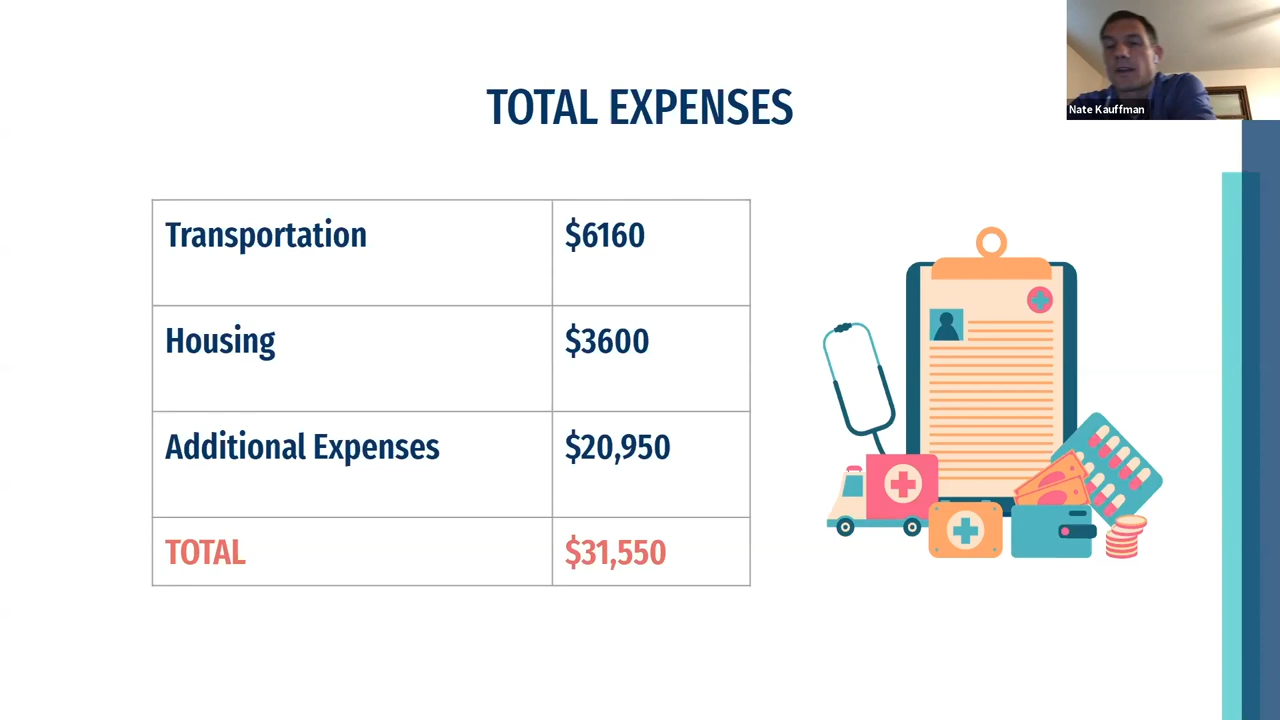 Nate Kauffman
TOTAL EXPENSES
Transportation $6160
Housing $3600
Additional Expenses $20,950
TOTAL $31,550